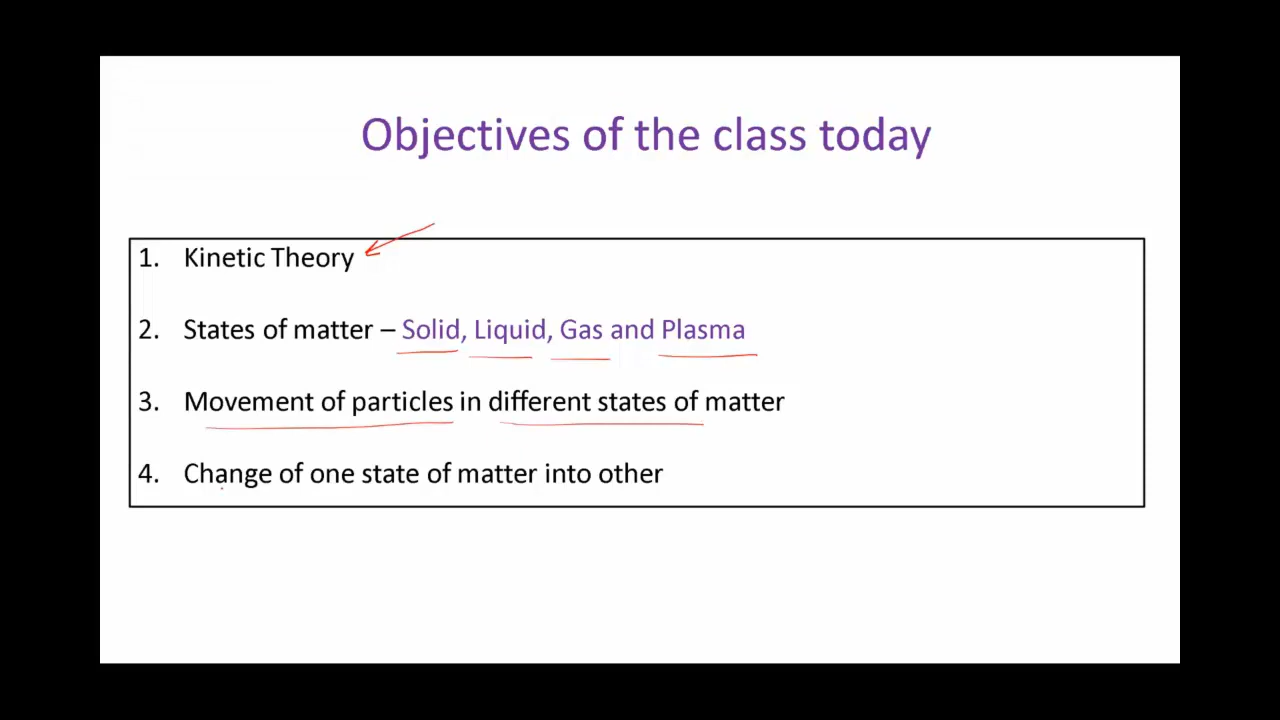 Objectives of the class today
1. Kinetic Theory
2. States of matter – Solid, Liquid, Gas and Plasma
3. Movement of particles in different states of matter
4. Change of one state of matter into other